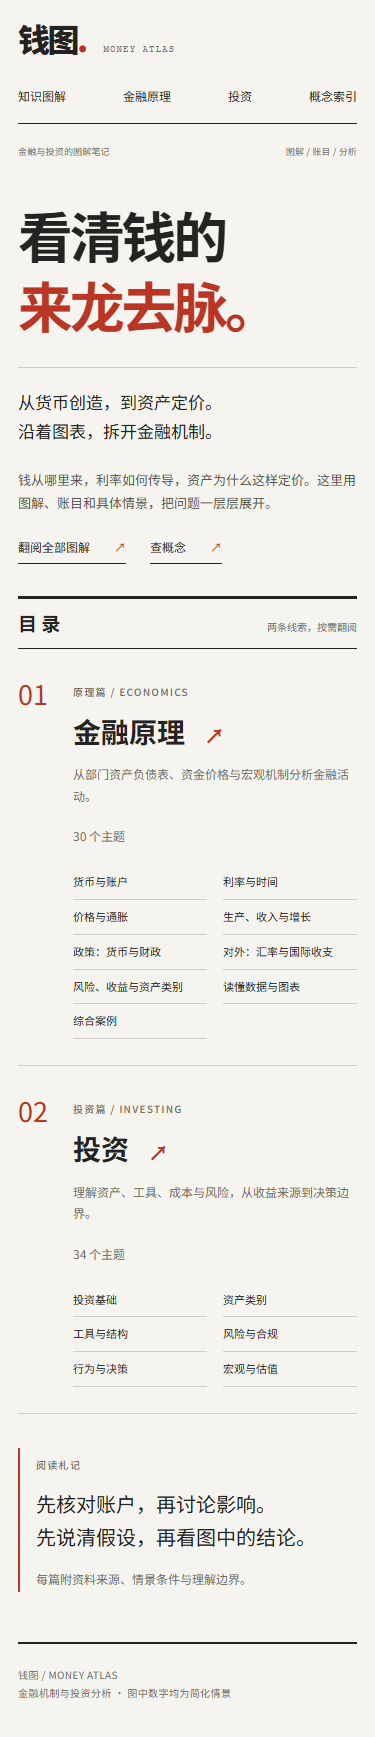 钱图. MONEY ATLAS
知识图解 金融原理 投资 概念索引
金融与投资的图解笔记 图解 / 账目 / 分析
看清钱的
来龙去脉。
从货币创造，到资产定价。
沿着图表，拆开金融机制。
钱从哪里来，利率如何传导，资产为什么这样定价。这里用
图解、账目和具体情景，把问题一层层展开。
翻阅全部图解 ↗ 查概念 ↗
目录 两条线索，按需翻阅
01 原理篇 / ECONOMICS
金融原理 ↗
从部门资产负债表、资金价格与宏观机制分析金融活
动。
30 个主题
货币与账户 利率与时间
价格与通胀 生产、收入与增长
政策：货币与财政 对外：汇率与国际收支
风险、收益与资产类别 读懂数据与图表
综合案例
02 投资篇 / INVESTING
投资 ↗
理解资产、工具、成本与风险，从收益来源到决策边
界。
34 个主题
投资基础 资产类别
工具与结构 风险与合规
行为与决策 宏观与估值
阅读札记
先核对账户，再讨论影响。
先说清假设，再看图中的结论。
每篇附资料来源、情景条件与理解边界。
钱图 / MONEY ATLAS
金融机制与投资分析 · 图中数字均为简化情景